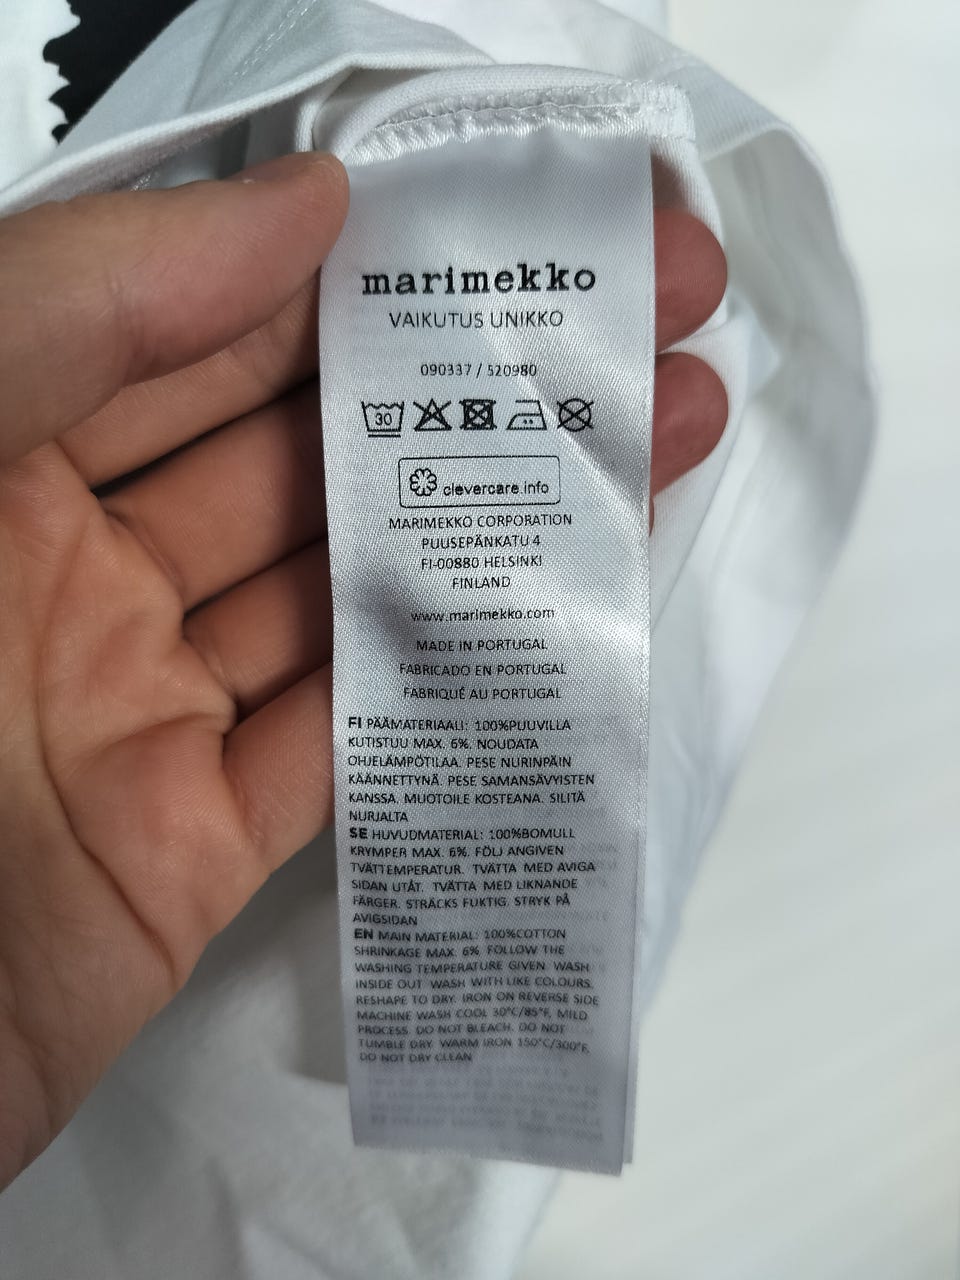 marimekko
VAIKUTUS UNIKKO
090337 / 520980
30
clevercare.info
MARIMEKKO CORPORATION
PUUSEPÄNKATU 4
FI-00880 HELSINKI
FINLAND
www.marimekko.com
MADE IN PORTUGAL
FABRICADO EN PORTUGAL
FABRIQUÉ AU PORTUGAL
FI PÄÄMATERIAALI: 100%PUUVILLA
KUTISTUU MAX. 6%. NOUDATA
OHJELÄMPÖTILAA. PESE NURINPÄIN
KÄÄNNETTYNÄ. PESE SAMANSÄVYISTEN
KANSSA. MUOTOILE KOSTEANA. SILITÄ
NURJALTA
SE HUVUDMATERIAL: 100%BOMULL
KRYMPER MAX. 6%. FÖLJ ANGIVEN
TVÄTTEMPERATUR. TVÄTTA MED AVIGA
SIDAN UTÅT. TVÄTTA MED LIKNANDE
FÄRGER. STRÄCKS FUKTIG. STRYK PÅ
AVIGSIDAN
EN MAIN MATERIAL: 100%COTTON
SHRINKAGE MAX. 6% FOLLOW THE
WASHING TEMPERATURE GIVEN. WASH
INSIDE OUT. WASH WITH LIKE COLOURS.
RESHAPE TO DRY. IRON ON REVERSE SIDE
MACHINE WASH COOL 30°C/85°F, MILD
PROCESS. DO NOT BLEACH. DO NOT
TUMBLE DRY. WARM IRON 150°C/300°F,
DO NOT DRY CLEAN